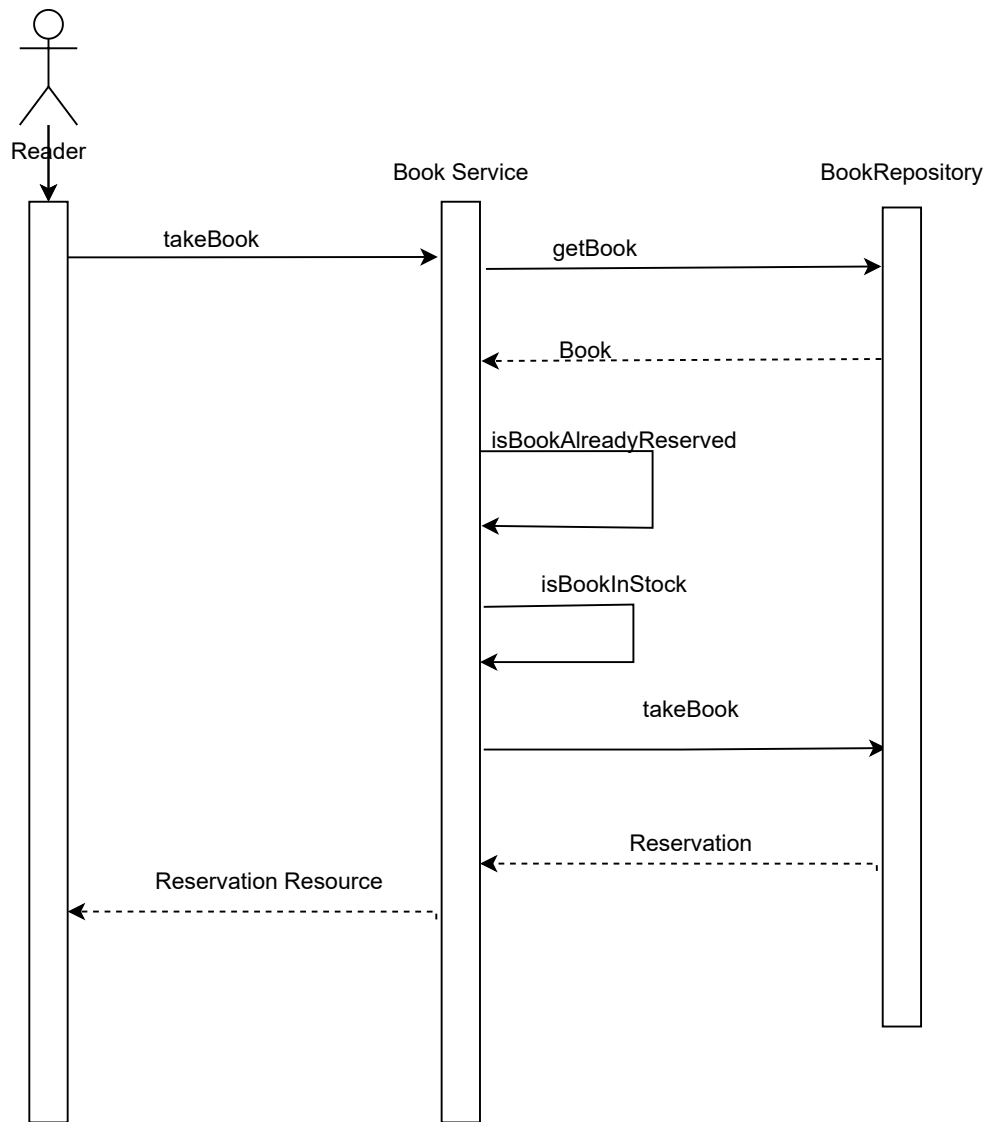 Reader
Book Service
BookRepository
takeBook
getBook
Book
isBookAlreadyReserved
isBookInStock
takeBook
Reservation
Reservation Resource